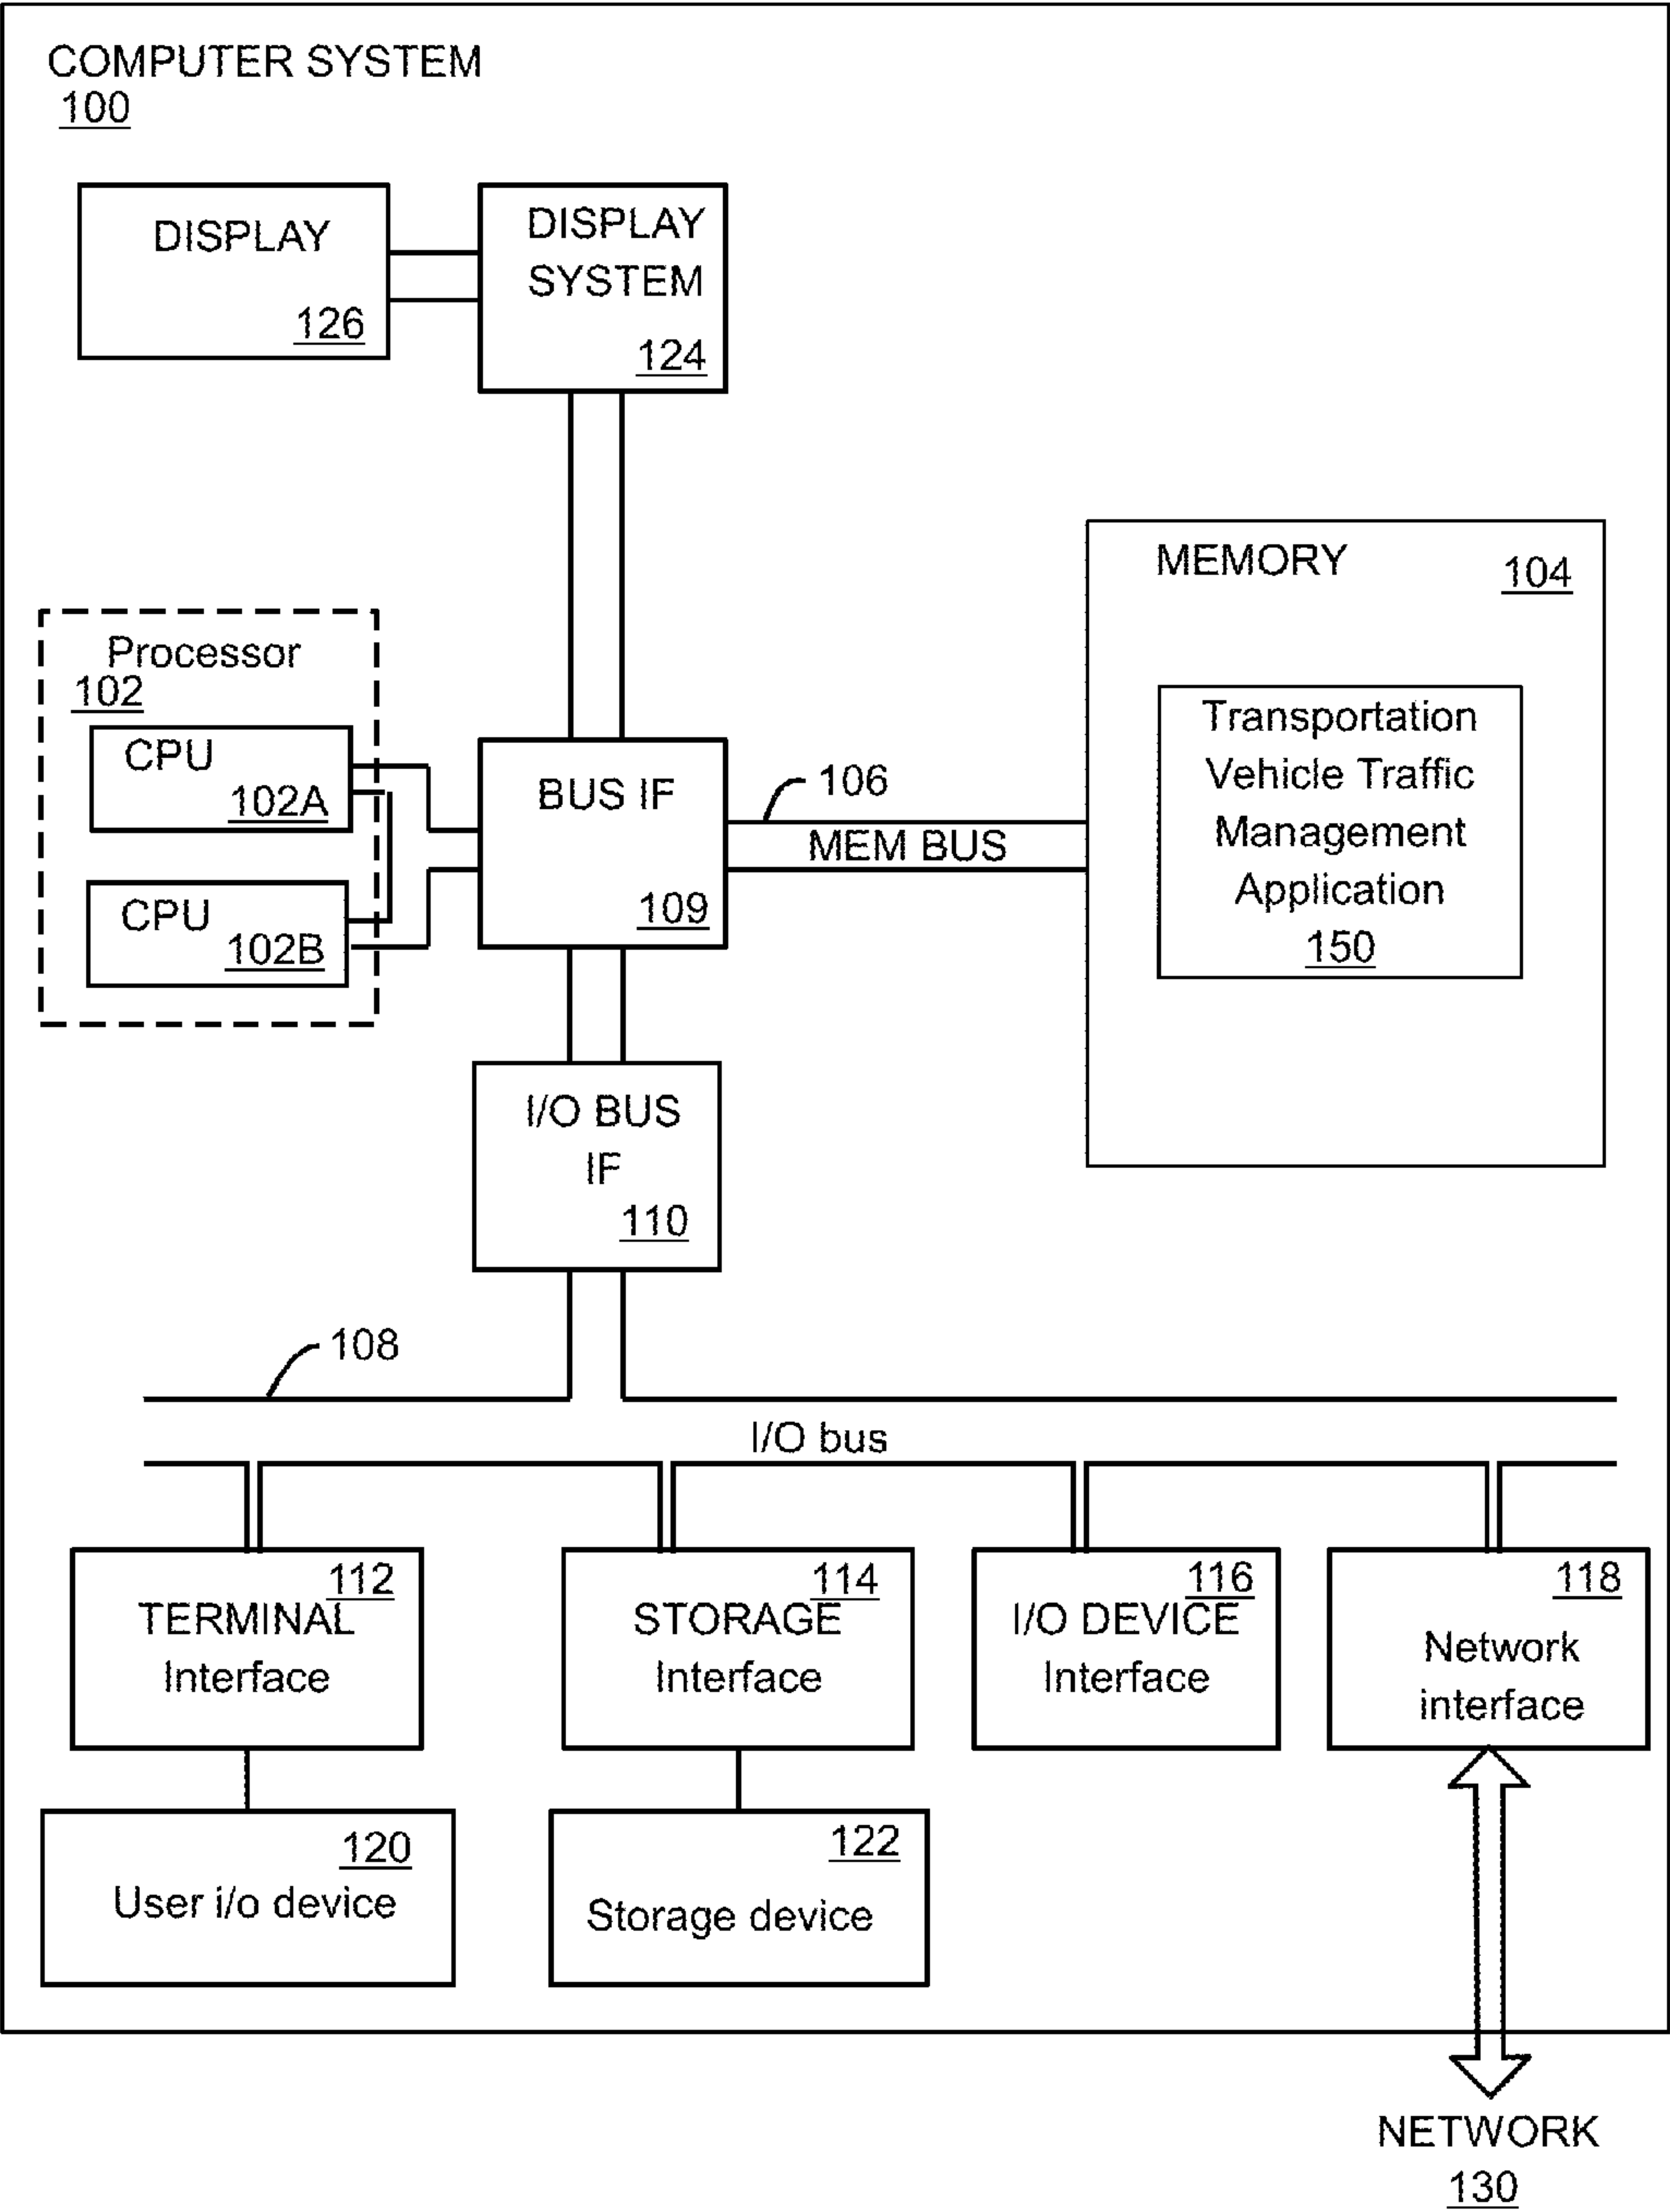 COMPUTER SYSTEM
100
DISPLAY
126
DISPLAY
SYSTEM
124
MEMORY
104
Transportation
Vehicle Traffic
Management
Application
150
Processor
102
CPU
102A
CPU
102B
BUS IF
109
106
MEM BUS
I/O BUS
IF
110
108
I/O bus
112
TERMINAL
Interface
114
STORAGE
Interface
116
I/O DEVICE
Interface
118
Network
interface
120
User i/o device
122
Storage device
NETWORK
130